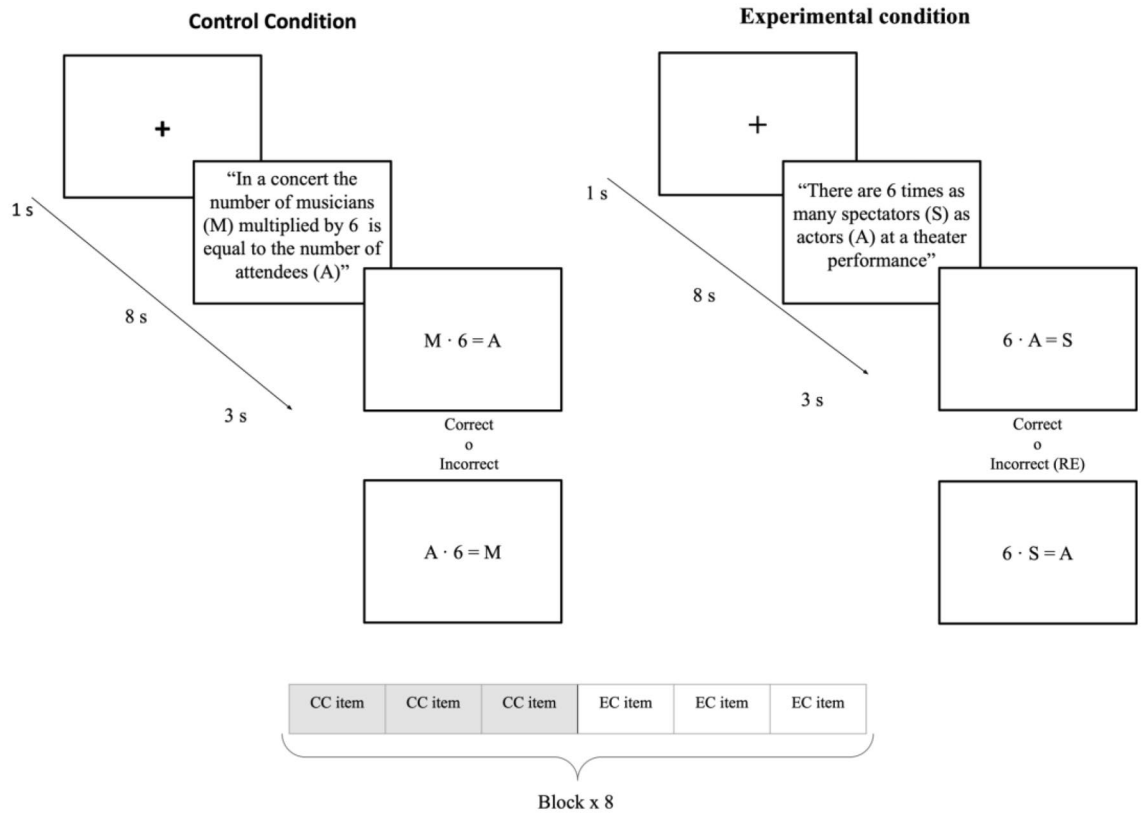 Control Condition
+
“In a concert the
number of musicians
(M) multiplied by 6 is
equal to the number of
attendees (A)”
1 s
8 s
3 s
M · 6 = A
Correct
o
Incorrect
A · 6 = M
Experimental condition
+
“There are 6 times as
many spectators (S) as
actors (A) at a theater
performance”
1 s
8 s
3 s
6 · A = S
Correct
o
Incorrect (RE)
6 · S = A
CC item CC item CC item EC item EC item EC item
Block x 8